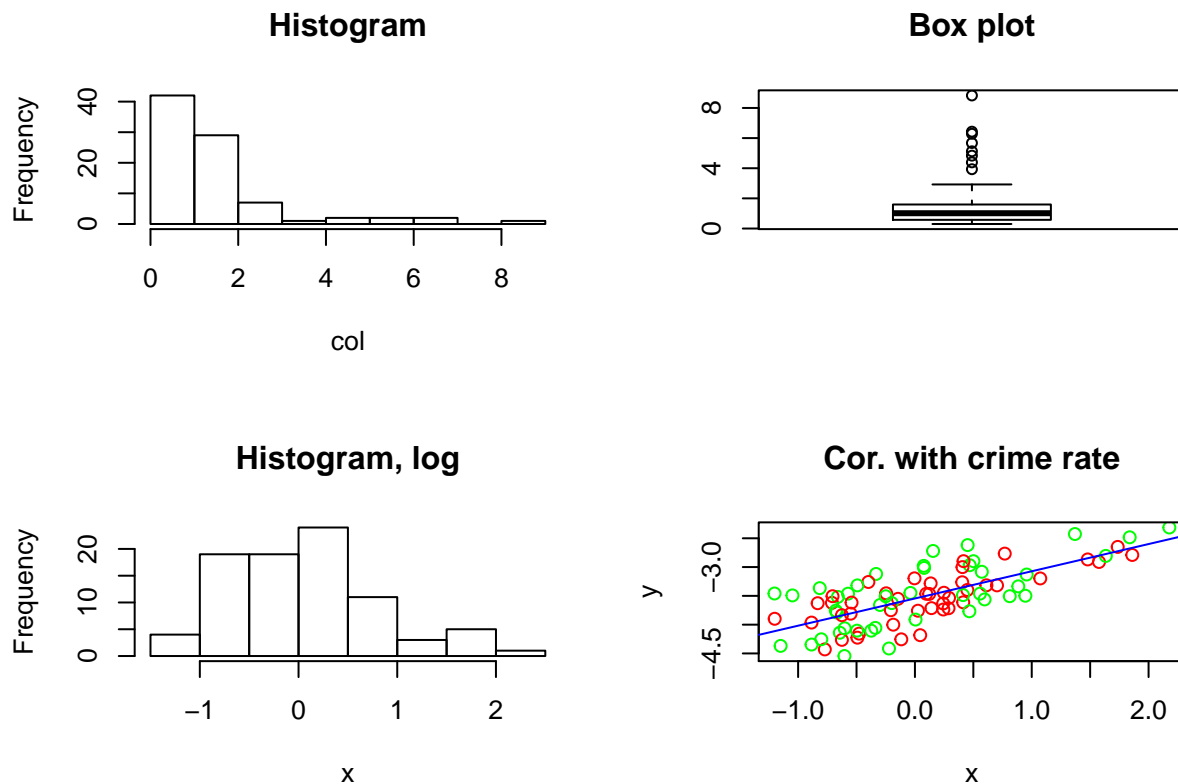 Histogram
Frequency
0 20 40
0 2 4 6 8
col
Box plot
0 4 8
Histogram, log
Frequency
0 10 20
−1 0 1 2
x
Cor. with crime rate
y
−4.5 −3.0
−1.0 0.0 1.0 2.0
x